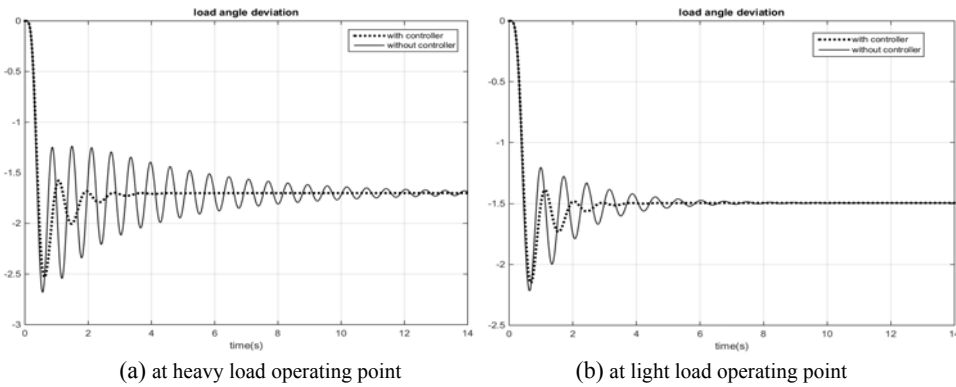 load angle deviation
0
-0.5
-1
-1.5
-2
-2.5
-3
0 2 4 6 8 10 12 14
time(s)
with controller
without controller
(a) at heavy load operating point
load angle deviation
0
-0.5
-1
-1.5
-2
-2.5
0 2 4 6 8 10 12 14
time(s)
with controller
without controller
(b) at light load operating point